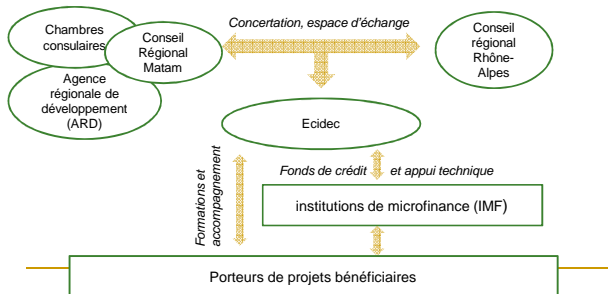 Concertation, espace d'échange
Chambres
consulaires
Conseil
Régional
Matam
Conseil
régional
Rhône-
Alpes
Agence
régionale de
développement
(ARD)
Ecidec
Formations et
accompagnement
Fonds de crédit et appui technique
institutions de microfinance (IMF)
Porteurs de projets bénéficiaires